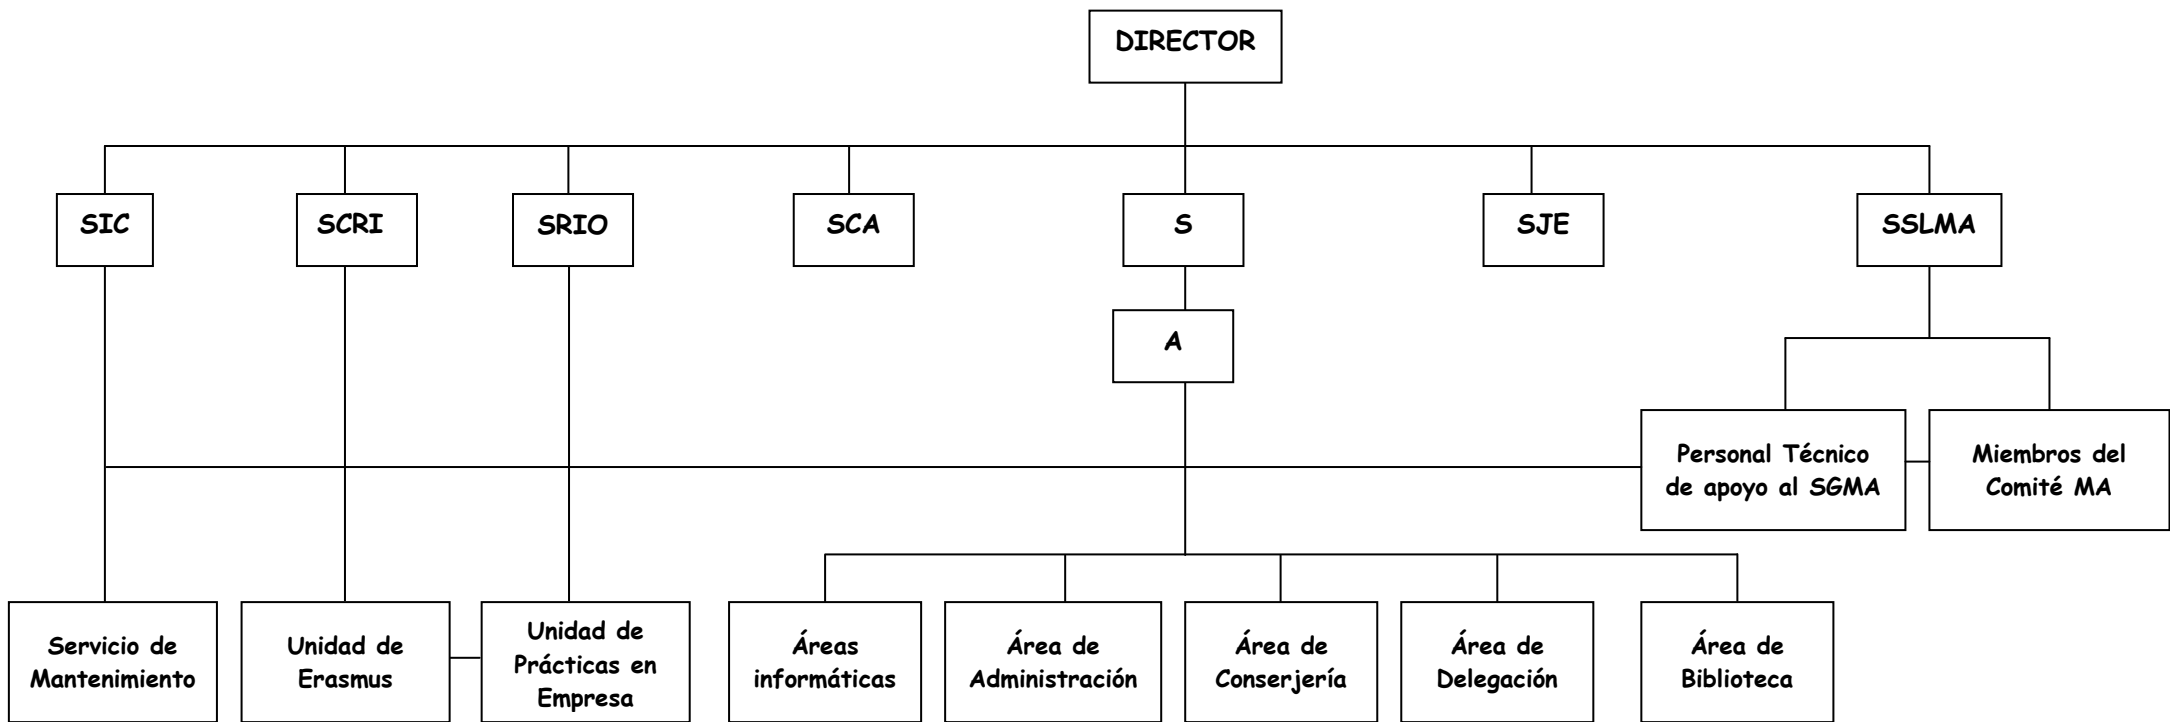 DIRECTOR
SIC
SCRI
SRIO
SCA
S
SJE
SSLMA
A
Personal Técnico
de apoyo al SGMA
Miembros del
Comité MA
Servicio de
Mantenimiento
Unidad de
Erasmus
Unidad de
Prácticas en
Empresa
Áreas
informáticas
Área de
Administración
Área de
Conserjería
Área de
Delegación
Área de
Biblioteca